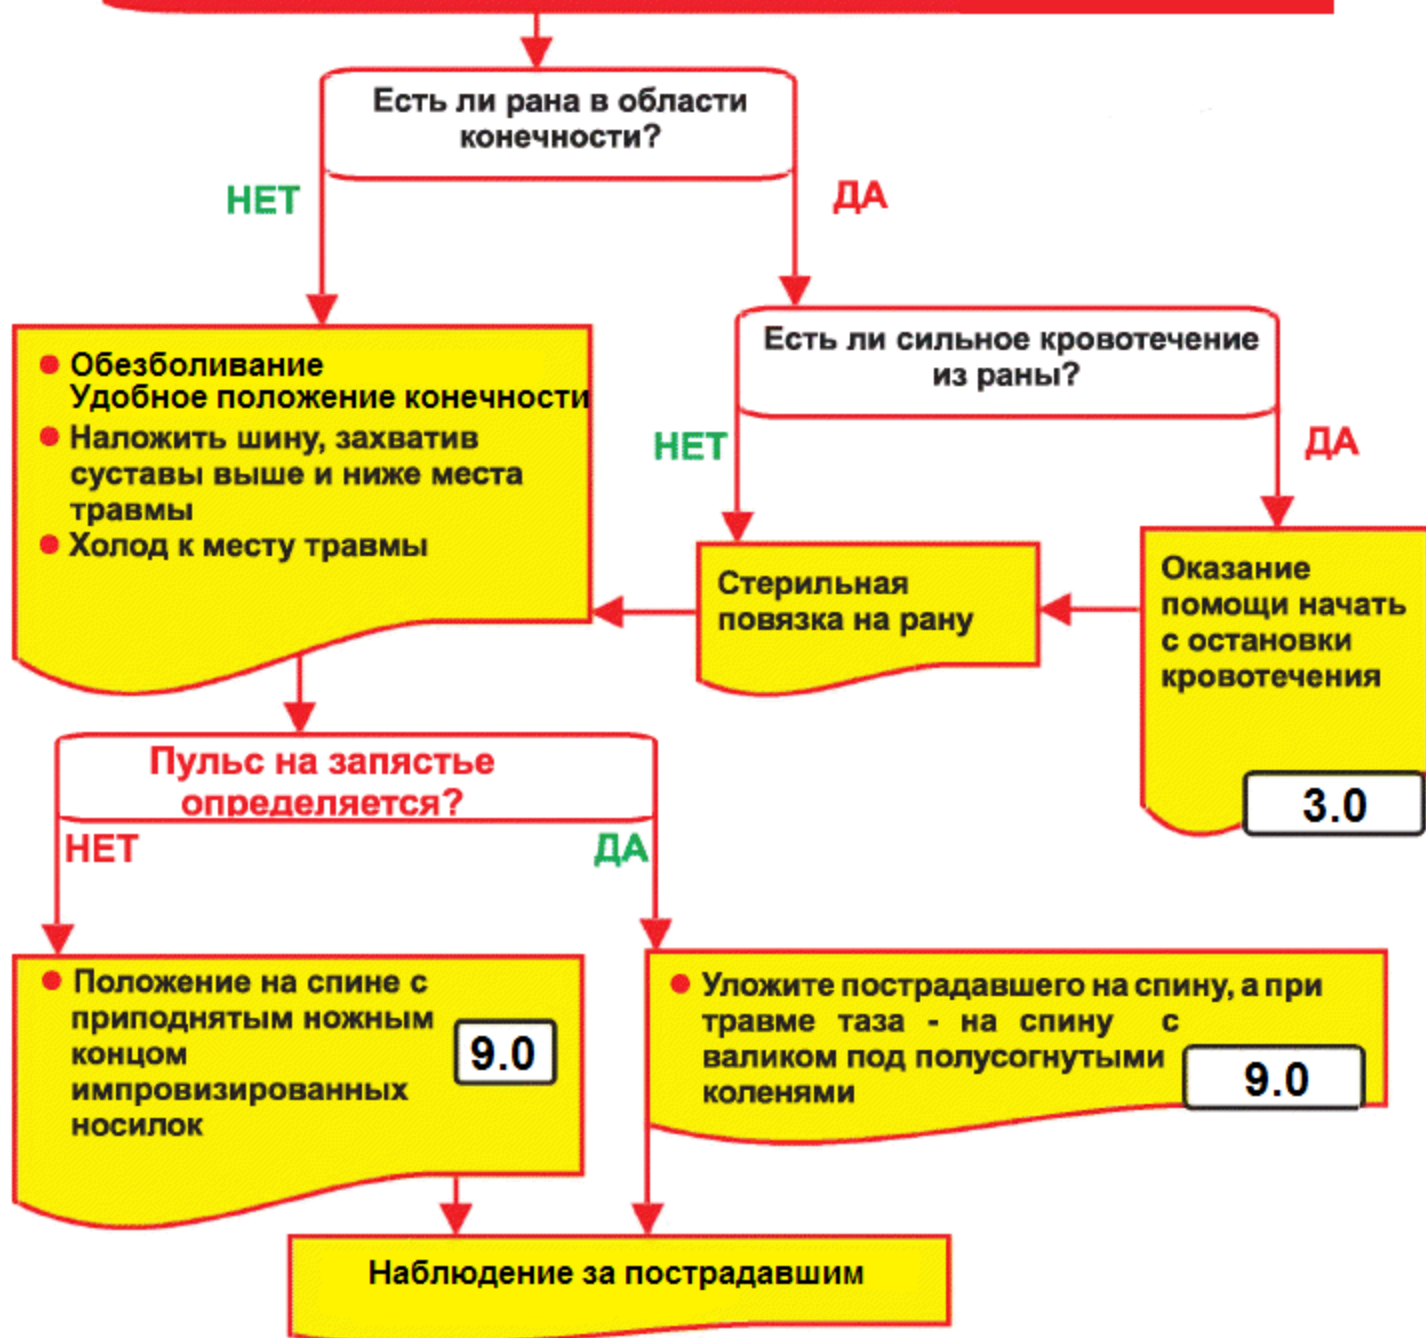 Есть ли рана в области
конечности?
НЕТ
ДА
Есть ли сильное кровотечение
из раны?
НЕТ
ДА
Обезболивание
Удобное положение конечности
Наложить шину, захватив
суставы выше и ниже места
травмы
Холод к месту травмы
Стерильная
повязка на рану
Оказание
помощи начать
с остановки
кровотечения
3.0
Пульс на запястье
определяется?
НЕТ
ДА
Положение на спине с
приподнятым ножным
концом
импровизированных
носилок
9.0
Уложите пострадавшего на спину, а при
травме таза - на спину с
валиком под полусогнутыми
коленями
9.0
Наблюдение за пострадавшим